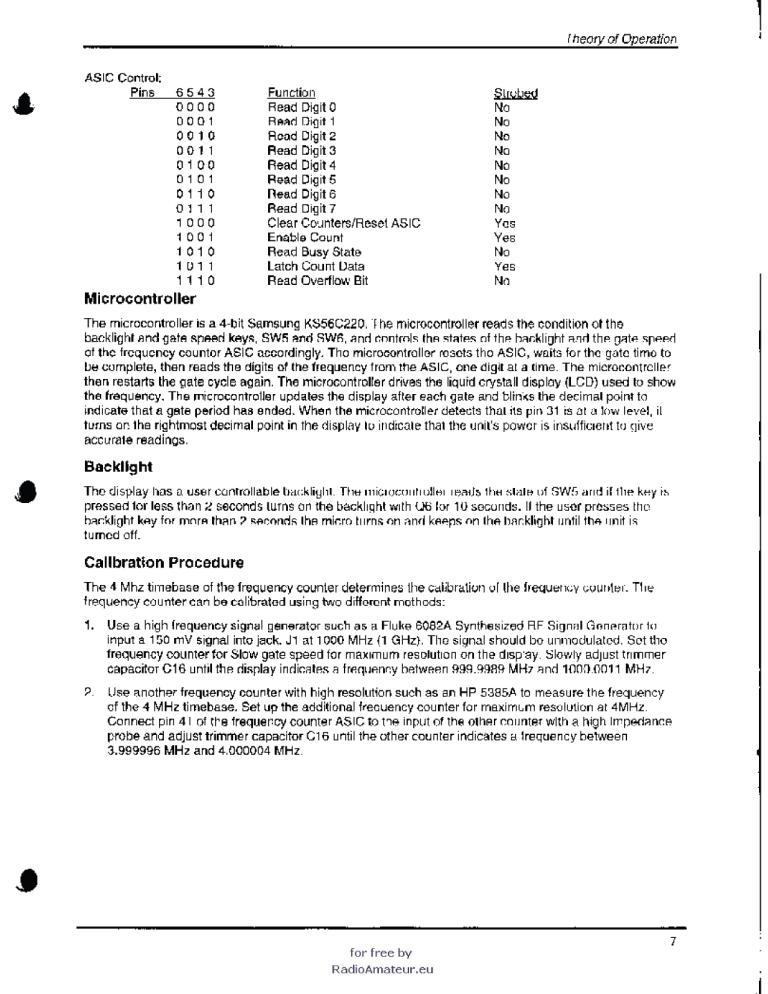 Theory of Operation
ASIC Control:
Pins 6 5 4 3 Function Strobed
0 0 0 0 Read Digit 0 No
0 0 0 1 Read Digit 1 No
0 0 1 0 Read Digit 2 No
0 0 1 1 Read Digit 3 No
0 1 0 0 Read Digit 4 No
0 1 0 1 Read Digit 5 No
0 1 1 0 Read Digit 6 No
0 1 1 1 Read Digit 7 No
1 0 0 0 Clear Counters/Reset ASIC Yes
1 0 0 1 Enable Count Yes
1 0 1 0 Read Busy State No
1 0 1 1 Latch Count Data Yes
1 1 1 0 Read Overflow Bit No
Microcontroller
The microcontroller is a 4-bit Samsung KS56C220. The microcontroller reads the condition of the
backlight and gate speed keys, SW5 and SW6, and controls the states of the backlight and the gate speed
of the frequency counter ASIC accordingly. The microcontroller resets the ASIC, waits for the gate time to
be complete, then reads the digits of the frequency from the ASIC, one digit at a time. The microcontroller
then restarts the gate cycle again. The microcontroller drives the liquid crystall display (LCD) used to show
the frequency. The microcontroller updates the display after each gate and blinks the decimal point to
indicate that a gate period has ended. When the microcontroller detects that its pin 31 is at a low level, it
turns on the rightmost decimal point in the display to indicate that the unit's power is insufficient to give
accurate readings.
Backlight
The display has a user controllable backlight. The microcontroller reads the state of SW5 and if the key is
pressed for less than 2 seconds turns on the backlight with Q6 for 10 seconds. If the user presses the
backlight key for more than 2 seconds the micro turns on and keeps on the backlight until the unit is
turned off.
Calibration Procedure
The 4 Mhz timebase of the frequency counter determines the calibration of the frequency counter. The
frequency counter can be calibrated using two different methods:
1. Use a high frequency signal generator such as a Fluke 6082A Synthesized RF Signal Generator to
input a 150 mV signal into jack, J1 at 1000 MHz (1 GHz). The signal should be unmodulated. Set the
frequency counter for Slow gate speed for maximum resolution on the display. Slowly adjust trimmer
capacitor C16 until the display indicates a frequency between 999.9989 MHz and 1000.0011 MHz.
2. Use another frequency counter with high resolution such as an HP 5385A to measure the frequency
of the 4 MHz timebase. Set up the additional frequency counter for maximum resolution at 4MHz.
Connect pin 41 of the frequency counter ASIC to the input of the other counter with a high impedance
probe and adjust trimmer capacitor C16 until the other counter indicates a frequency between
3.999996 MHz and 4.000004 MHz.
7
for free by
RadioAmateur.eu